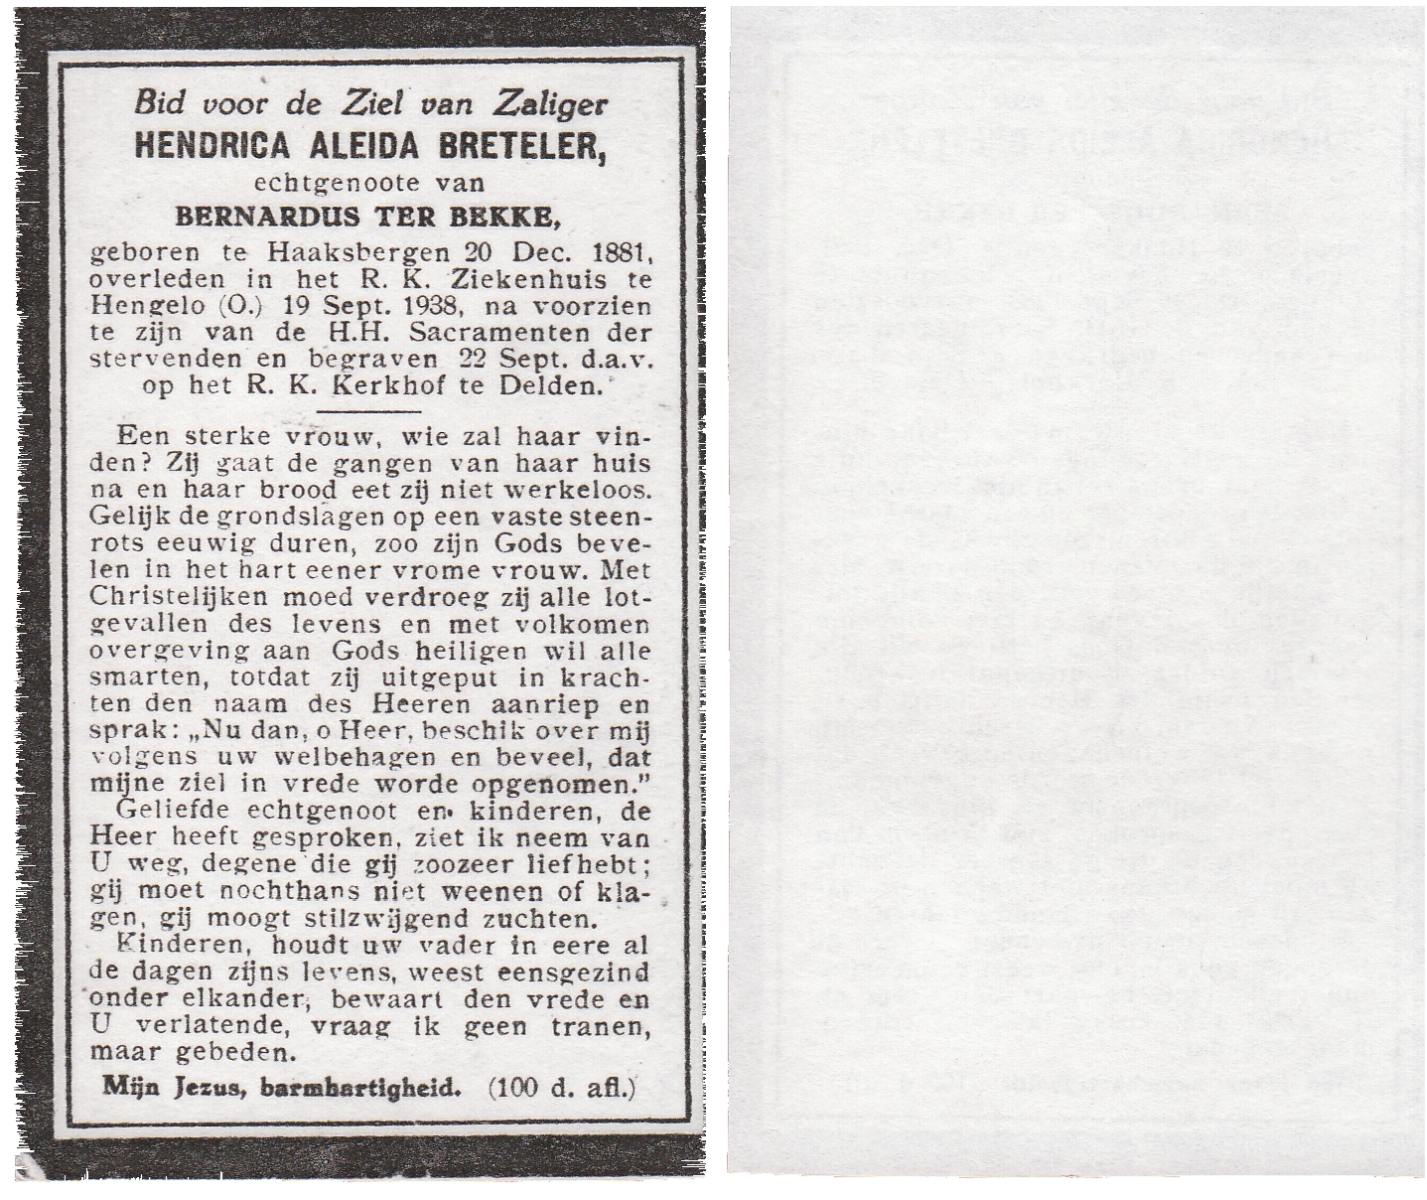 Bid voor de Ziel van Zaliger
HENDRICA ALEIDA BRETELER,
echtgenoote van
BERNARDUS TER BEKKE,
geboren te Haaksbergen 20 Dec. 1881,
overleden in het R. K. Ziekenhuis te
Hengelo (O.) 19 Sept. 1938, na voorzien
te zijn van de H.H. Sacramenten der
stervenden en begraven 22 Sept. d.a.v.
op het R. K. Kerkhof te Delden.
Een sterke vrouw, wie zal haar vin-
den? Zij gaat de gangen van haar huis
na en haar brood eet zij niet werkeloos.
Gelijk de grondslagen op een vaste steen-
rots eeuwig duren, zoo zijn Gods beve-
len in het hart eener vrome vrouw. Met
Christelijken moed verdroeg zij alle lot-
gevallen des levens en met volkomen
overgeving aan Gods heiligen wil alle
smarten, totdat zij uitgeput in krach-
ten den naam des Heeren aanriep en
sprak: „Nu dan, o Heer, beschik over mij
volgens uw welbehagen en beveel, dat
mijne ziel in vrede worde opgenomen."
Geliefde echtgenoot en kinderen, de
Heer heeft gesproken, ziet ik neem van
U weg, degene die gij zoozeer liefhebt;
gij moet nochthans niet weenen of kla-
gen, gij moogt stilzwijgend zuchten.
Kinderen, houdt uw vader in eere al
de dagen zijns levens, weest eensgezind
onder elkander, bewaart den vrede en
U verlatende, vraag ik geen tranen,
maar gebeden.
Mijn Jezus, barmhartigheid. (100 d. afl.)